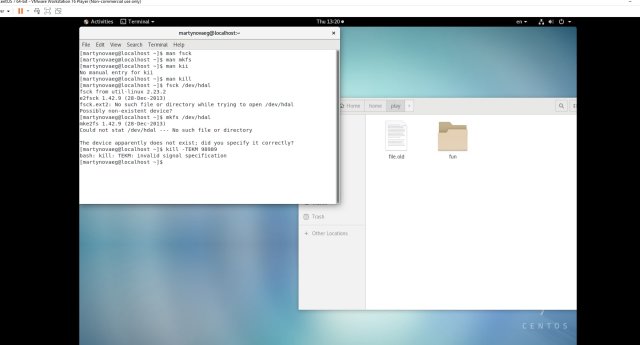 CentOS 7 64-bit - VMware Workstation 16 Player (Non-commercial use only)
Activities Terminal Thu 13:20 en
martynovaeg@localhost:~
File Edit View Search Terminal Help
[martynovaeg@localhost ~]$ man fsck
[martynovaeg@localhost ~]$ man mkfs
[martynovaeg@localhost ~]$ man kii
No manual entry for kii
[martynovaeg@localhost ~]$ man kill
[martynovaeg@localhost ~]$ fsck /dev/hdal
fsck from util-linux 2.23.2
e2fsck 1.42.9 (28-Dec-2013)
fsck.ext2: No such file or directory while trying to open /dev/hdal
Possibly non-existent device?
[martynovaeg@localhost ~]$ mkfs /dev/hdal
mke2fs 1.42.9 (28-Dec-2013)
Could not stat /dev/hdal --- No such file or directory
The device apparently does not exist; did you specify it correctly?
[martynovaeg@localhost ~]$ kill -TEKM 98989
bash: kill: TEKM: invalid signal specification
[martynovaeg@localhost ~]$
Home home play
file.old fun
Trash
+ Other Locations
CENTOS